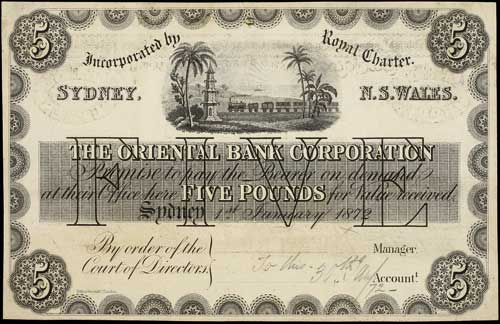 5 5
Incorporated by Royal Charter.
SYDNEY. N.S. WALES.
FIVE
THE ORIENTAL BANK CORPORATION
Promise to pay the Bearer on demand
at their Office here FIVE POUNDS for Value received
Sydney 1st January 1872
By order of the Manager.
Court of Directors Accountt.
72
5 5